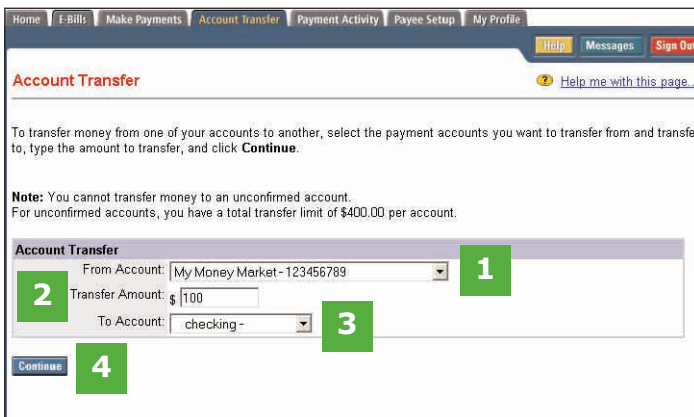 Home E-Bills Make Payments Account Transfer Payment Activity Payee Setup My Profile
Help Messages Sign Out
Account Transfer
? Help me with this page..
To transfer money from one of your accounts to another, select the payment accounts you want to transfer from and transfe
to, type the amount to transfer, and click Continue.
Note: You cannot transfer money to an unconfirmed account.
For unconfirmed accounts, you have a total transfer limit of $400.00 per account.
Account Transfer
From Account: My Money Market - 123456789 1
2 Transfer Amount: $ 100
To Account: checking - 3
Continue 4